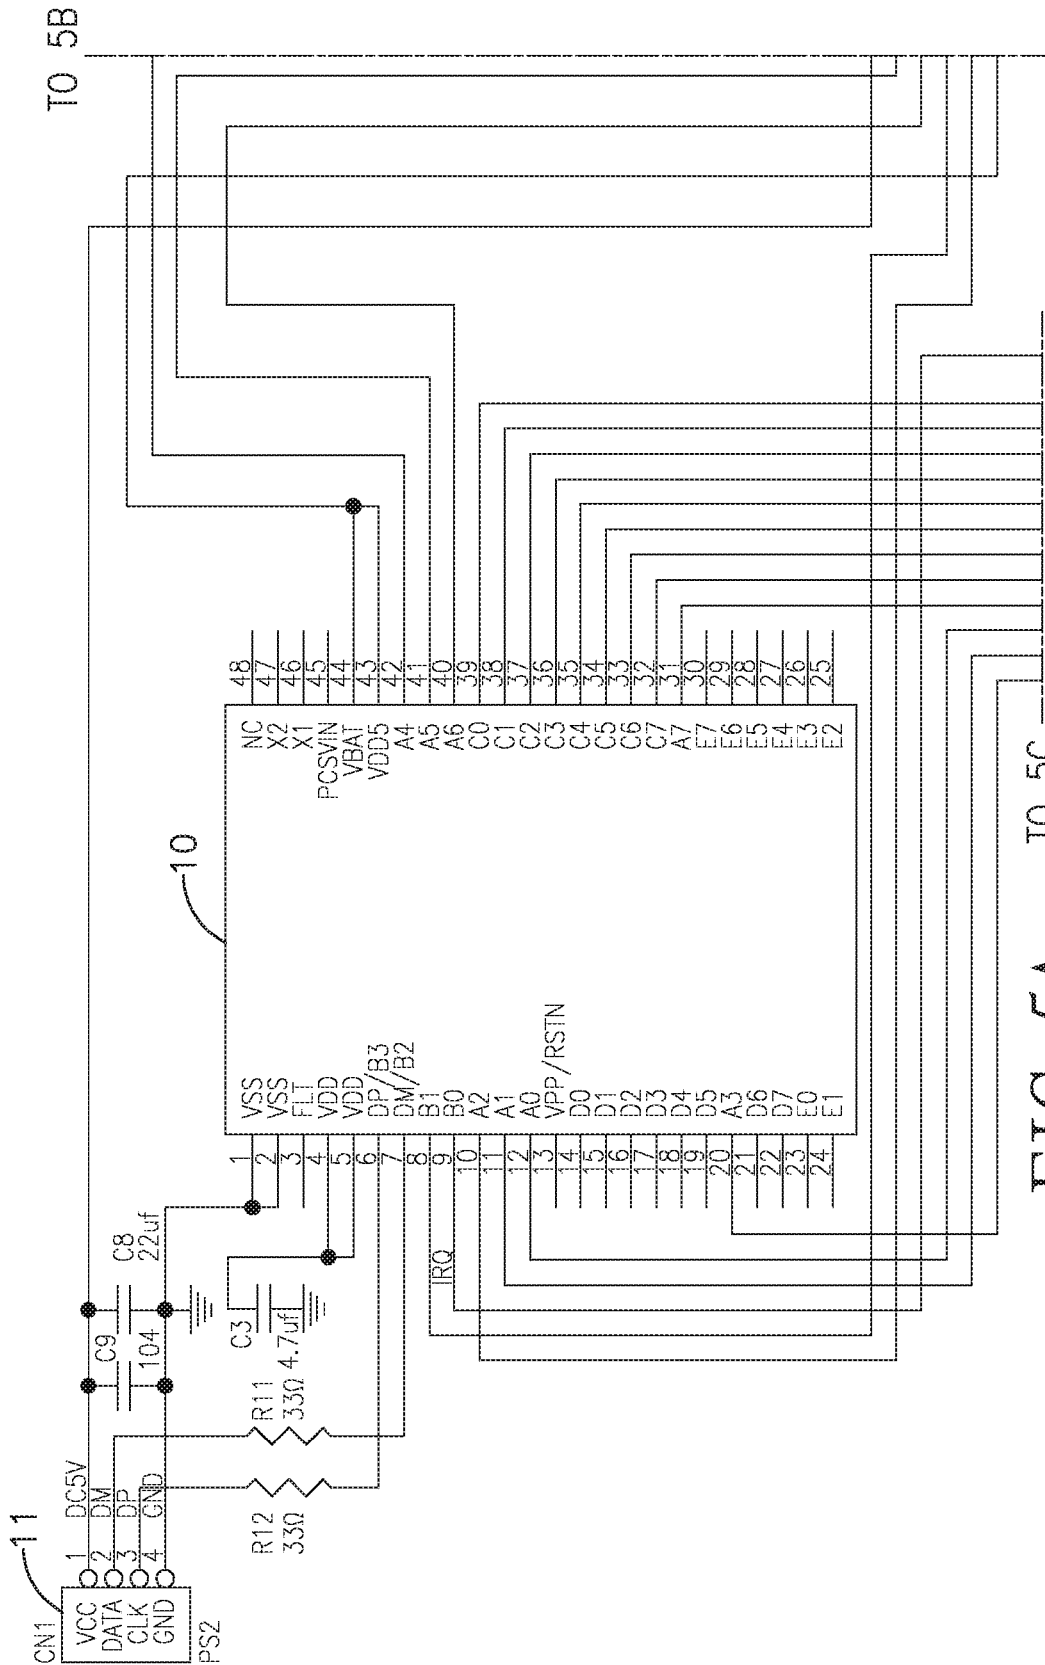 TO 5B
11
CN1
VCC
DATA
CLK
GND
PS2
1
2
3
4
DC5V
DM
DP
GND
C9
104
C8
22uf
C3
4.7uf
R11
33Ω
R12
33Ω
IRQ
10
1 VSS
2 VSS
3 FLT
4 VDD
5 VDD
6 DP/B3
7 DM/B2
8 B1
9 B0
10 A2
11 A1
12 A0
13 VPP/RSTN
14 D0
15 D1
16 D2
17 D3
18 D4
19 D5
20 A3
21 D6
22 D7
23 E0
24 E1
NC 48
X2 47
X1 46
PCSVIN 45
VBAT 44
VDD5 43
A4 42
A5 41
A6 40
C0 39
C1 38
C2 37
C3 36
C4 35
C5 34
C6 33
C7 32
A7 31
E7 30
E6 29
E5 28
E4 27
E3 26
E2 25
TO 5C
FIG. 5A